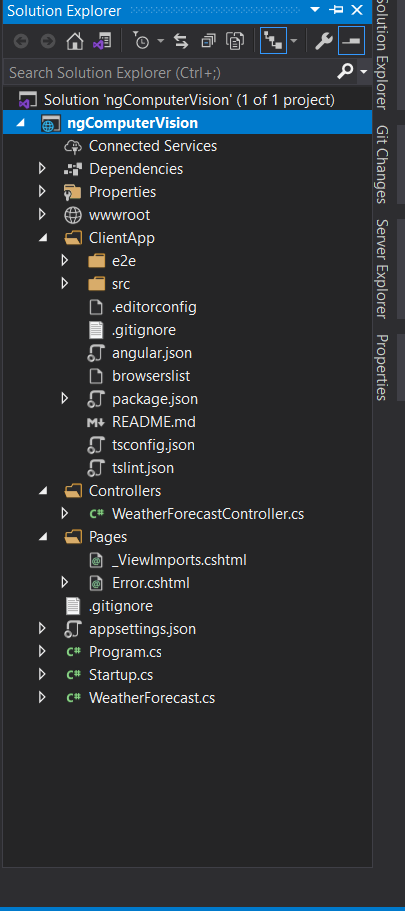 Solution Explorer
Search Solution Explorer (Ctrl+;)
Solution 'ngComputerVision' (1 of 1 project)
ngComputerVision
Connected Services
Dependencies
Properties
wwwroot
ClientApp
e2e
src
.editorconfig
.gitignore
angular.json
browserslist
package.json
README.md
tsconfig.json
tslint.json
Controllers
C# WeatherForecastController.cs
Pages
_ViewImports.cshtml
Error.cshtml
.gitignore
appsettings.json
C# Program.cs
C# Startup.cs
C# WeatherForecast.cs
Solution Explorer
Git Changes
Server Explorer
Properties